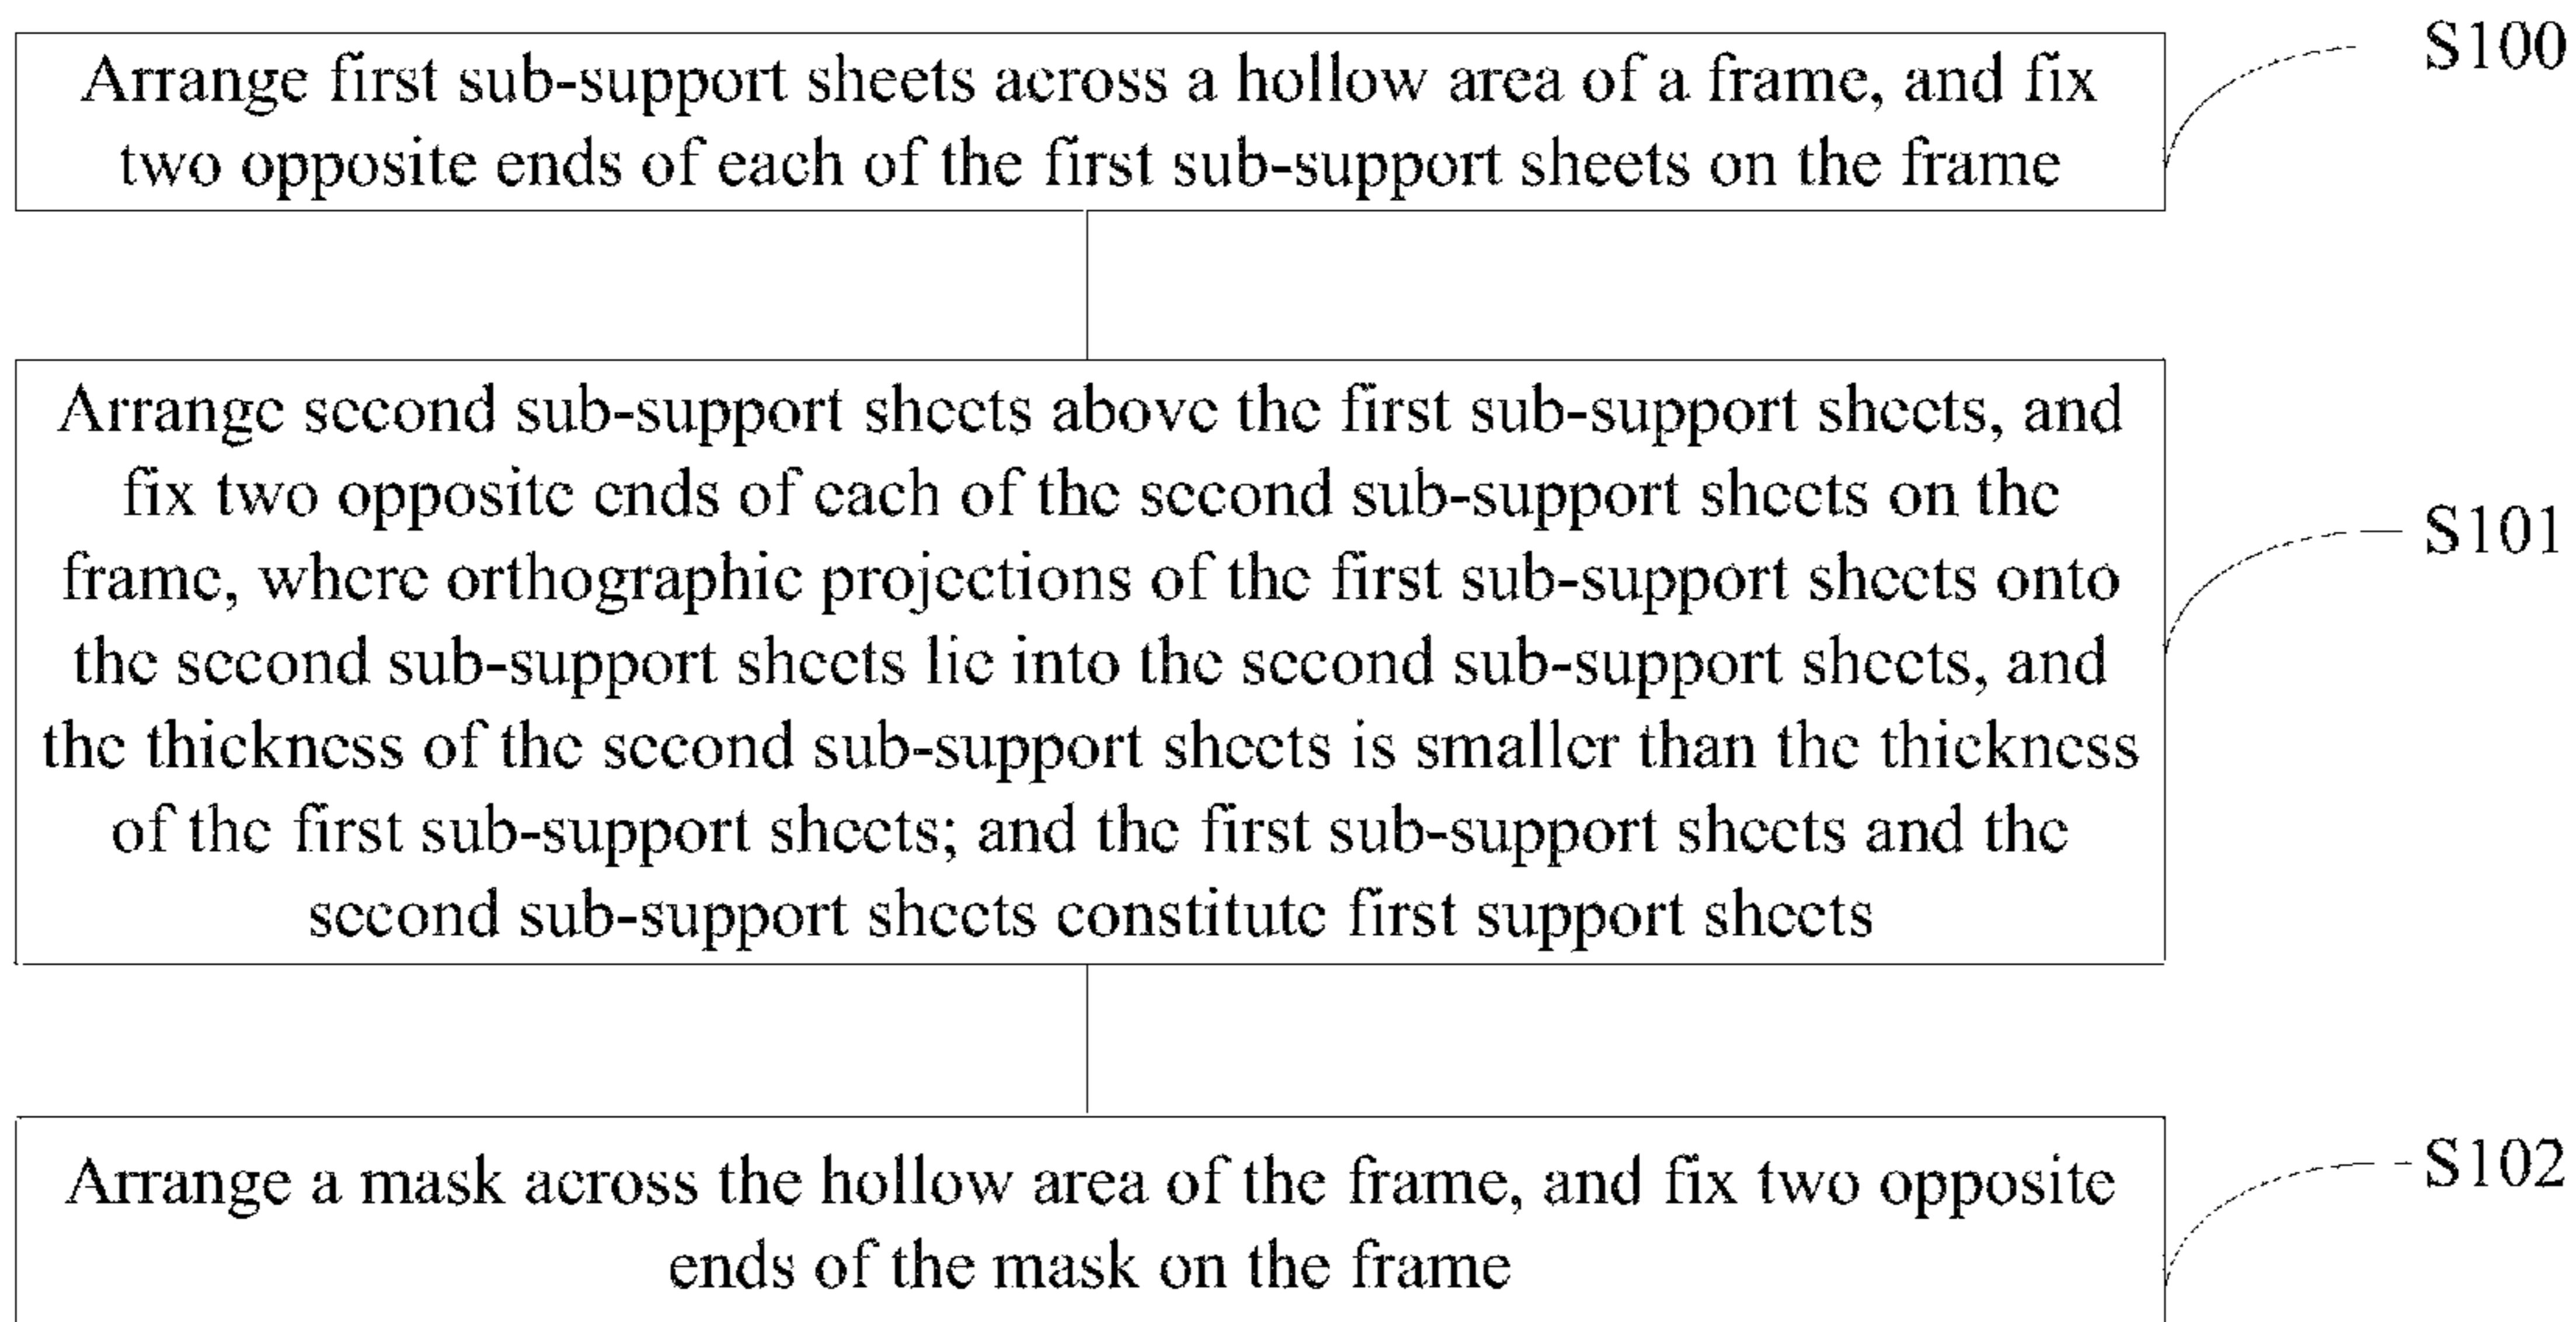 S100
Arrange first sub-support sheets across a hollow area of a frame, and fix
two opposite ends of each of the first sub-support sheets on the frame
Arrange second sub-support sheets above the first sub-support sheets, and
fix two opposite ends of each of the second sub-support sheets on the
frame, where orthographic projections of the first sub-support sheets onto
the second sub-support sheets lie into the second sub-support sheets, and
the thickness of the second sub-support sheets is smaller than the thickness
of the first sub-support sheets; and the first sub-support sheets and the
second sub-support sheets constitute first support sheets
S101
Arrange a mask across the hollow area of the frame, and fix two opposite
ends of the mask on the frame
S102